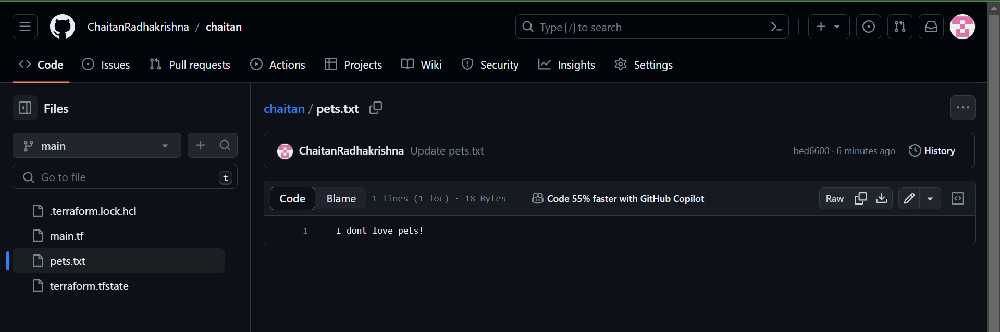 ChaitanRadhakrishna / chaitan
Type / to search
Code Issues Pull requests Actions Projects Wiki Security Insights Settings
Files
main
Go to file t
.terraform.lock.hcl
main.tf
pets.txt
terraform.tfstate
chaitan / pets.txt
ChaitanRadhakrishna Update pets.txt bed6600 · 6 minutes ago History
Code Blame 1 lines (1 loc) · 18 Bytes Code 55% faster with GitHub Copilot Raw
1 I dont love pets!